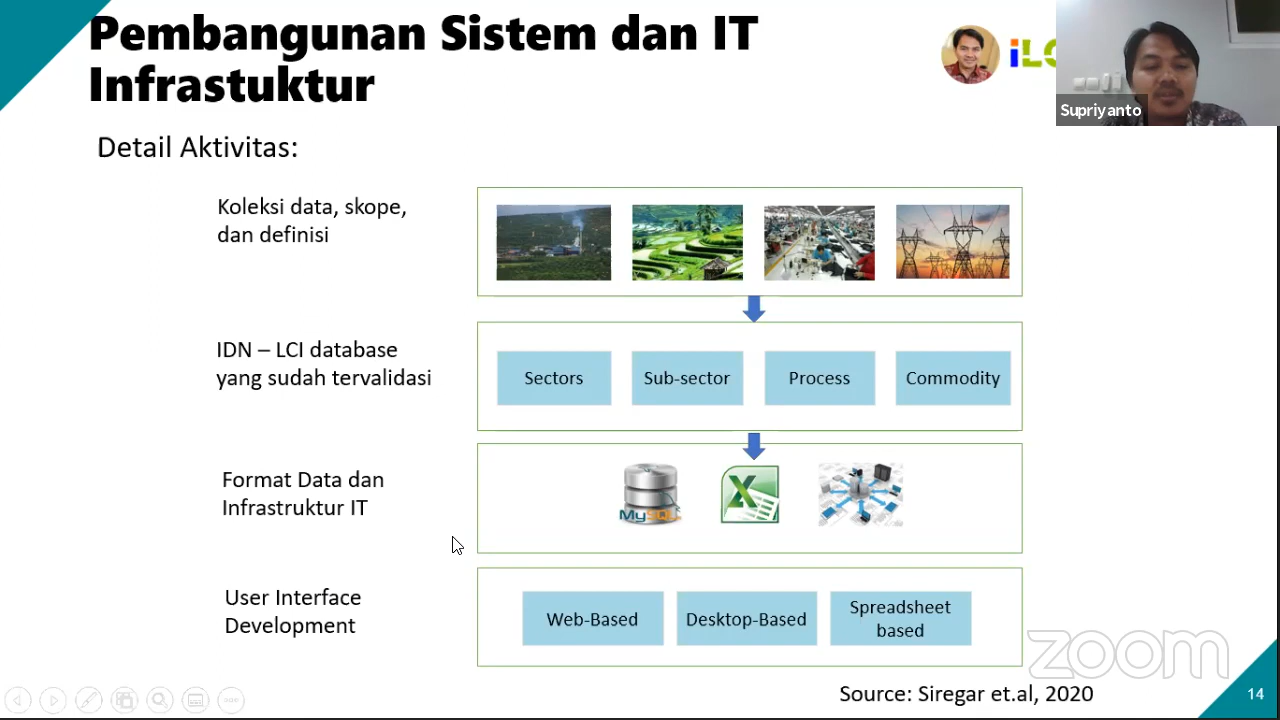 Pembangunan Sistem dan IT
Infrastuktur
iLC
Supriyanto
Detail Aktivitas:
Koleksi data, skope,
dan definisi
IDN – LCI database
yang sudah tervalidasi
Sectors
Sub-sector
Process
Commodity
Format Data dan
Infrastruktur IT
MySQL
X
User Interface
Development
Web-Based
Desktop-Based
Spreadsheet
based
zoom
Source: Siregar et.al, 2020
14